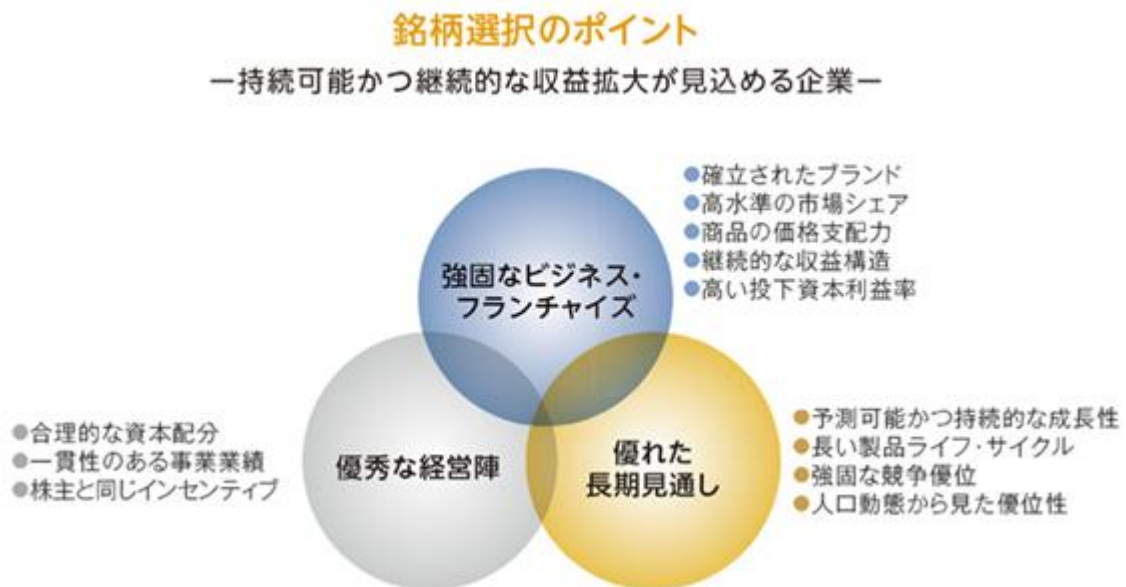 銘柄選択のポイント
ー持続可能かつ継続的な収益拡大が見込める企業ー
強固なビジネス・
フランチャイズ
●確立されたブランド
●高水準の市場シェア
●商品の価格支配力
●継続的な収益構造
●高い投下資本利益率
優秀な経営陣
●合理的な資本配分
●一貫性のある事業業績
●株主と同じインセンティブ
優れた
長期見通し
●予測可能かつ持続的な成長性
●長い製品ライフ・サイクル
●強固な競争優位
●人口動態から見た優位性